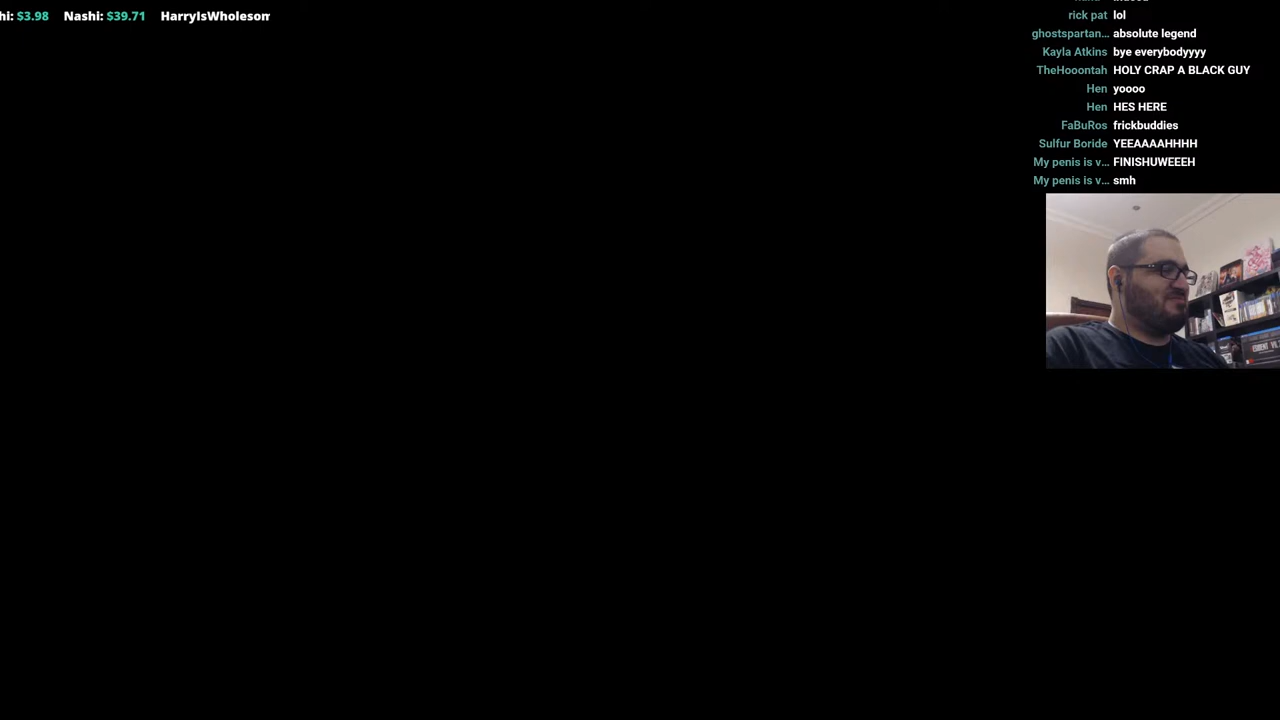 hi: $3.98 Nashi: $39.71 HarryIsWholesom
rick pat lol
ghostspartan... absolute legend
Kayla Atkins bye everybodyyyy
TheHooontah HOLY CRAP A BLACK GUY
Hen yoooo
Hen HES HERE
FaBuRos frickbuddies
Sulfur Boride YEEAAAAHHHH
My penis is v... FINISHUWEEEH
My penis is v... smh